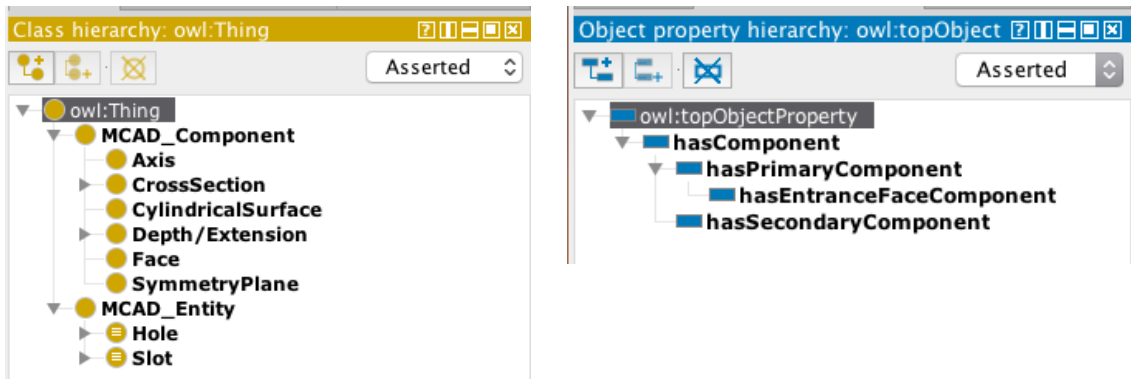 Class hierarchy: owl:Thing
Asserted
owl:Thing
MCAD_Component
Axis
CrossSection
CylindricalSurface
Depth/Extension
Face
SymmetryPlane
MCAD_Entity
Hole
Slot
Object property hierarchy: owl:topObject
Asserted
owl:topObjectProperty
hasComponent
hasPrimaryComponent
hasEntranceFaceComponent
hasSecondaryComponent